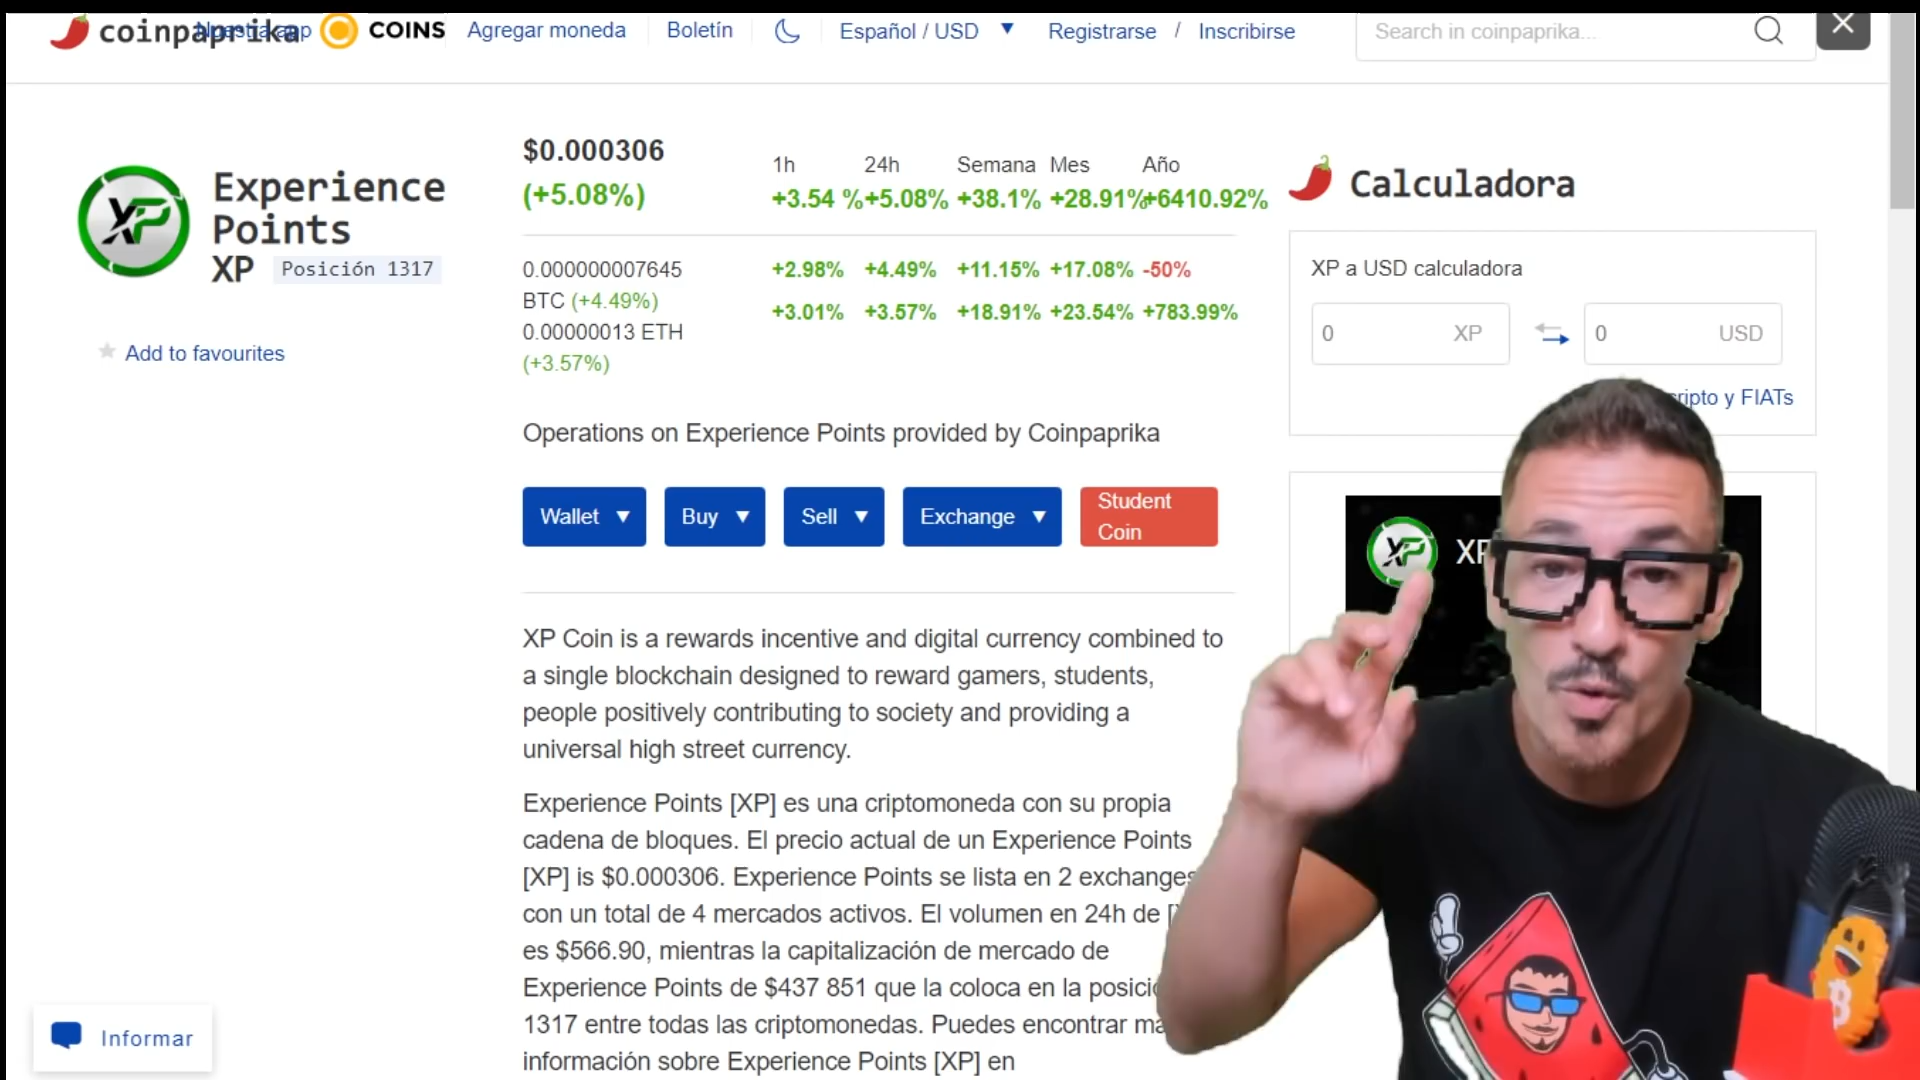 coinpaprika
Nuestra app
COINS
Agregar moneda
Boletín
Español / USD ▼
Registrarse / Inscribirse
Search in coinpaprika...
Experience
Points
XP Posición 1317
Add to favourites
$0.000306
(+5.08%)
1h 24h Semana Mes Año
+3.54 % +5.08% +38.1% +28.91% +6410.92%
0.000000007645
BTC (+4.49%)
+2.98% +4.49% +11.15% +17.08% -50%
0.00000013 ETH
(+3.57%)
+3.01% +3.57% +18.91% +23.54% +783.99%
Calculadora
XP a USD calculadora
0 XP
0 USD
cripto y FIATs
Operations on Experience Points provided by Coinpaprika
Wallet ▼
Buy ▼
Sell ▼
Exchange ▼
Student
Coin
XP
XP
XP Coin is a rewards incentive and digital currency combined to
a single blockchain designed to reward gamers, students,
people positively contributing to society and providing a
universal high street currency.
Experience Points [XP] es una criptomoneda con su propia
cadena de bloques. El precio actual de un Experience Points
[XP] is $0.000306. Experience Points se lista en 2 exchanges
con un total de 4 mercados activos. El volumen en 24h de
es $566.90, mientras la capitalización de mercado de
Experience Points de $437 851 que la coloca en la
1317 entre todas las criptomonedas. Puedes encontrar
información sobre Experience Points [XP] en
Informar